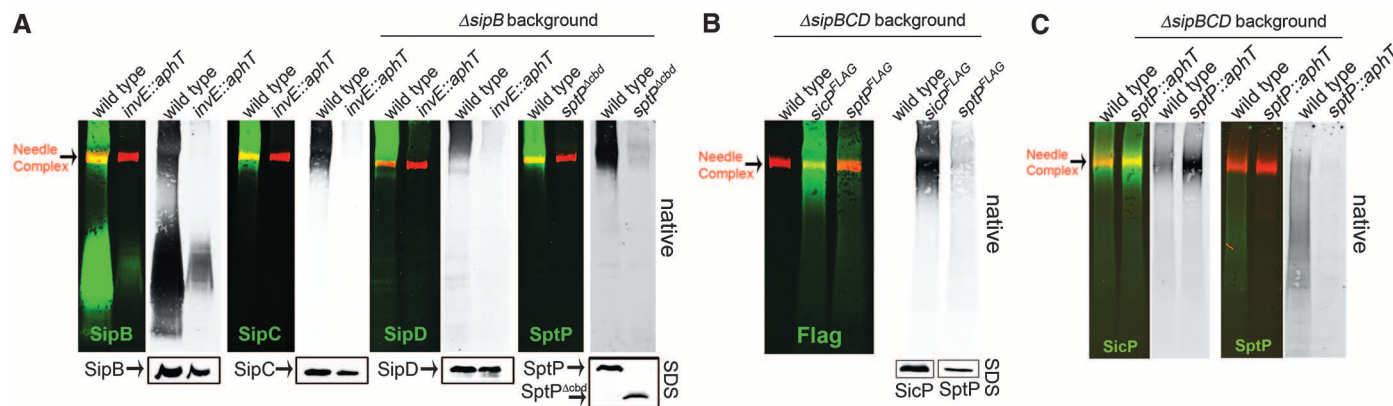 A
ΔsipB background
wild type
invE::aphT
wild type
invE::aphT
wild type
invE::aphT
wild type
invE::aphT
wild type
invE::aphT
wild type
invE::aphT
wild type
sptPΔcbd
wild type
sptPΔcbd
Needle
Complex
SipB
SipC
SipD
SptP
native
SipB
SipC
SipD
SptP
SptPΔcbd
SDS
B
ΔsipBCD background
wild type
sicPFLAG
sptPFLAG
wild type
sicPFLAG
sptPFLAG
Needle
Complex
Flag
native
SicP
SptP
SDS
C
ΔsipBCD background
wild type
sptP::aphT
wild type
sptP::aphT
wild type
sptP::aphT
wild type
sptP::aphT
Needle
Complex
SicP
SptP
native